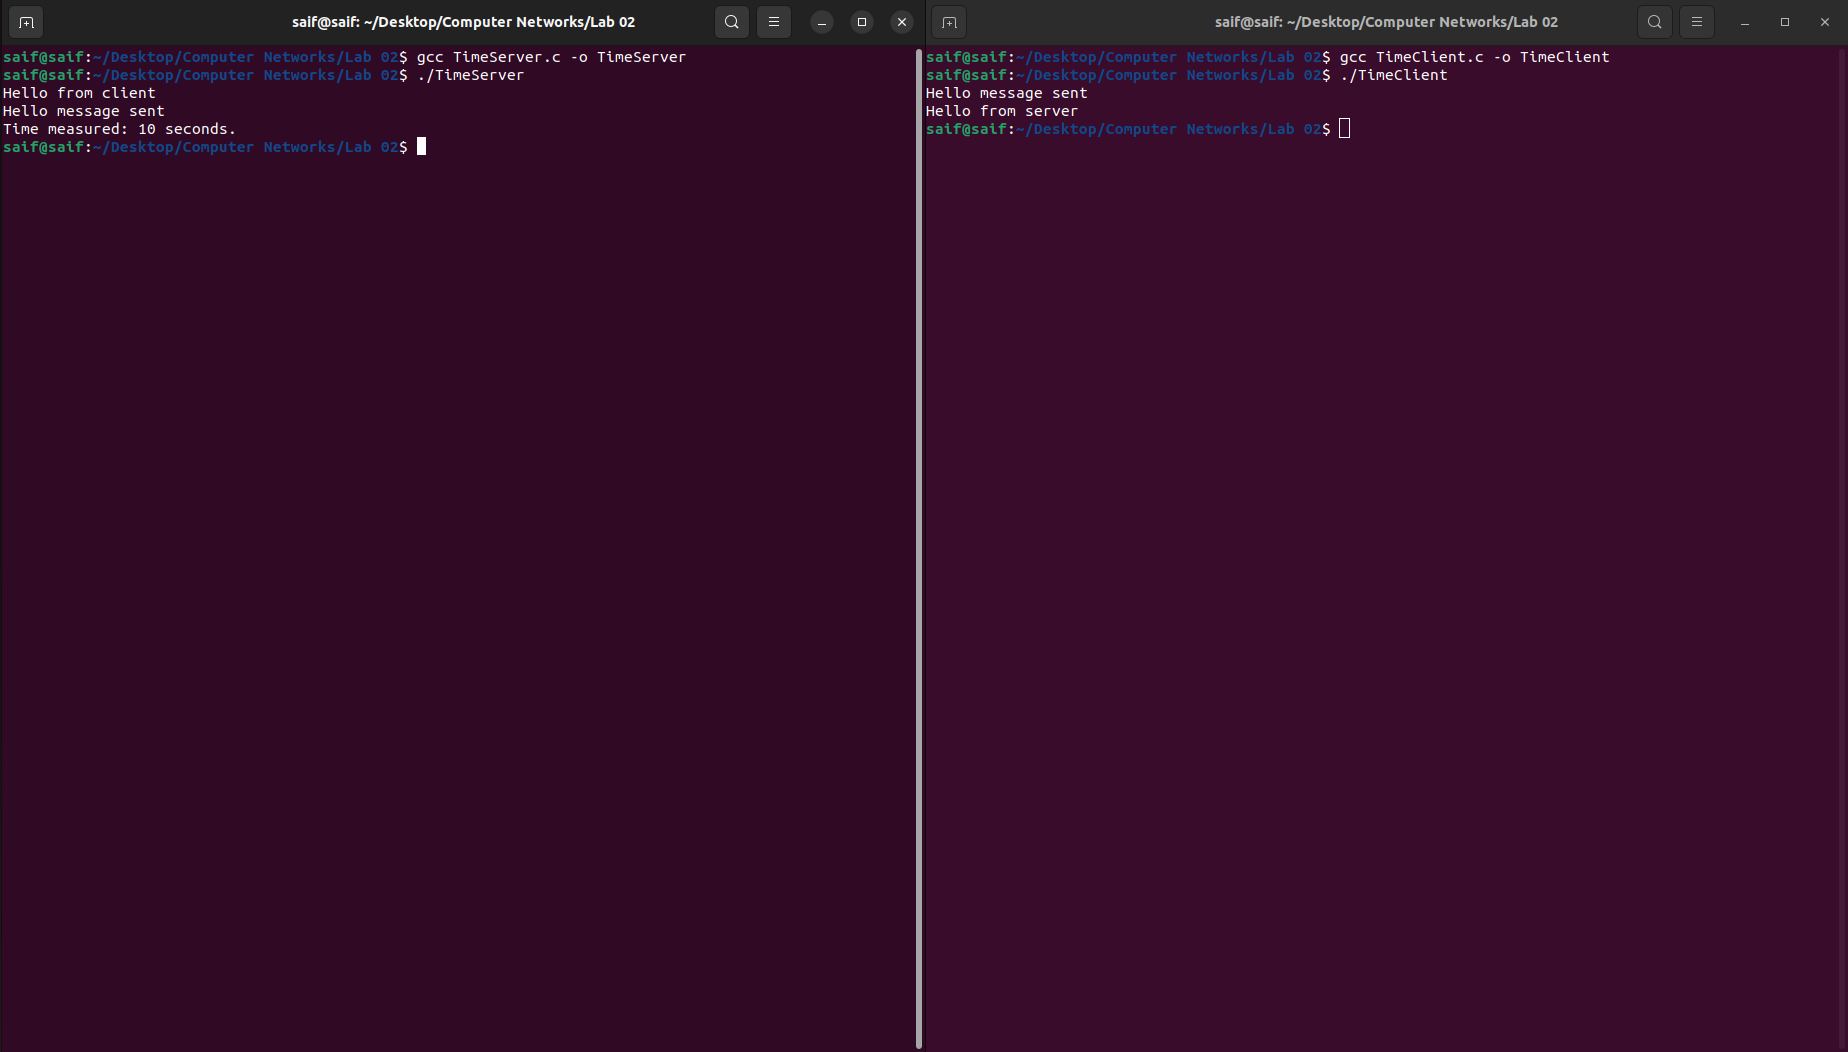 saif@saif: ~/Desktop/Computer Networks/Lab 02
saif@saif:~/Desktop/Computer Networks/Lab 02$ gcc TimeServer.c -o TimeServer
saif@saif:~/Desktop/Computer Networks/Lab 02$ ./TimeServer
Hello from client
Hello message sent
Time measured: 10 seconds.
saif@saif:~/Desktop/Computer Networks/Lab 02$
saif@saif: ~/Desktop/Computer Networks/Lab 02
saif@saif:~/Desktop/Computer Networks/Lab 02$ gcc TimeClient.c -o TimeClient
saif@saif:~/Desktop/Computer Networks/Lab 02$ ./TimeClient
Hello message sent
Hello from server
saif@saif:~/Desktop/Computer Networks/Lab 02$